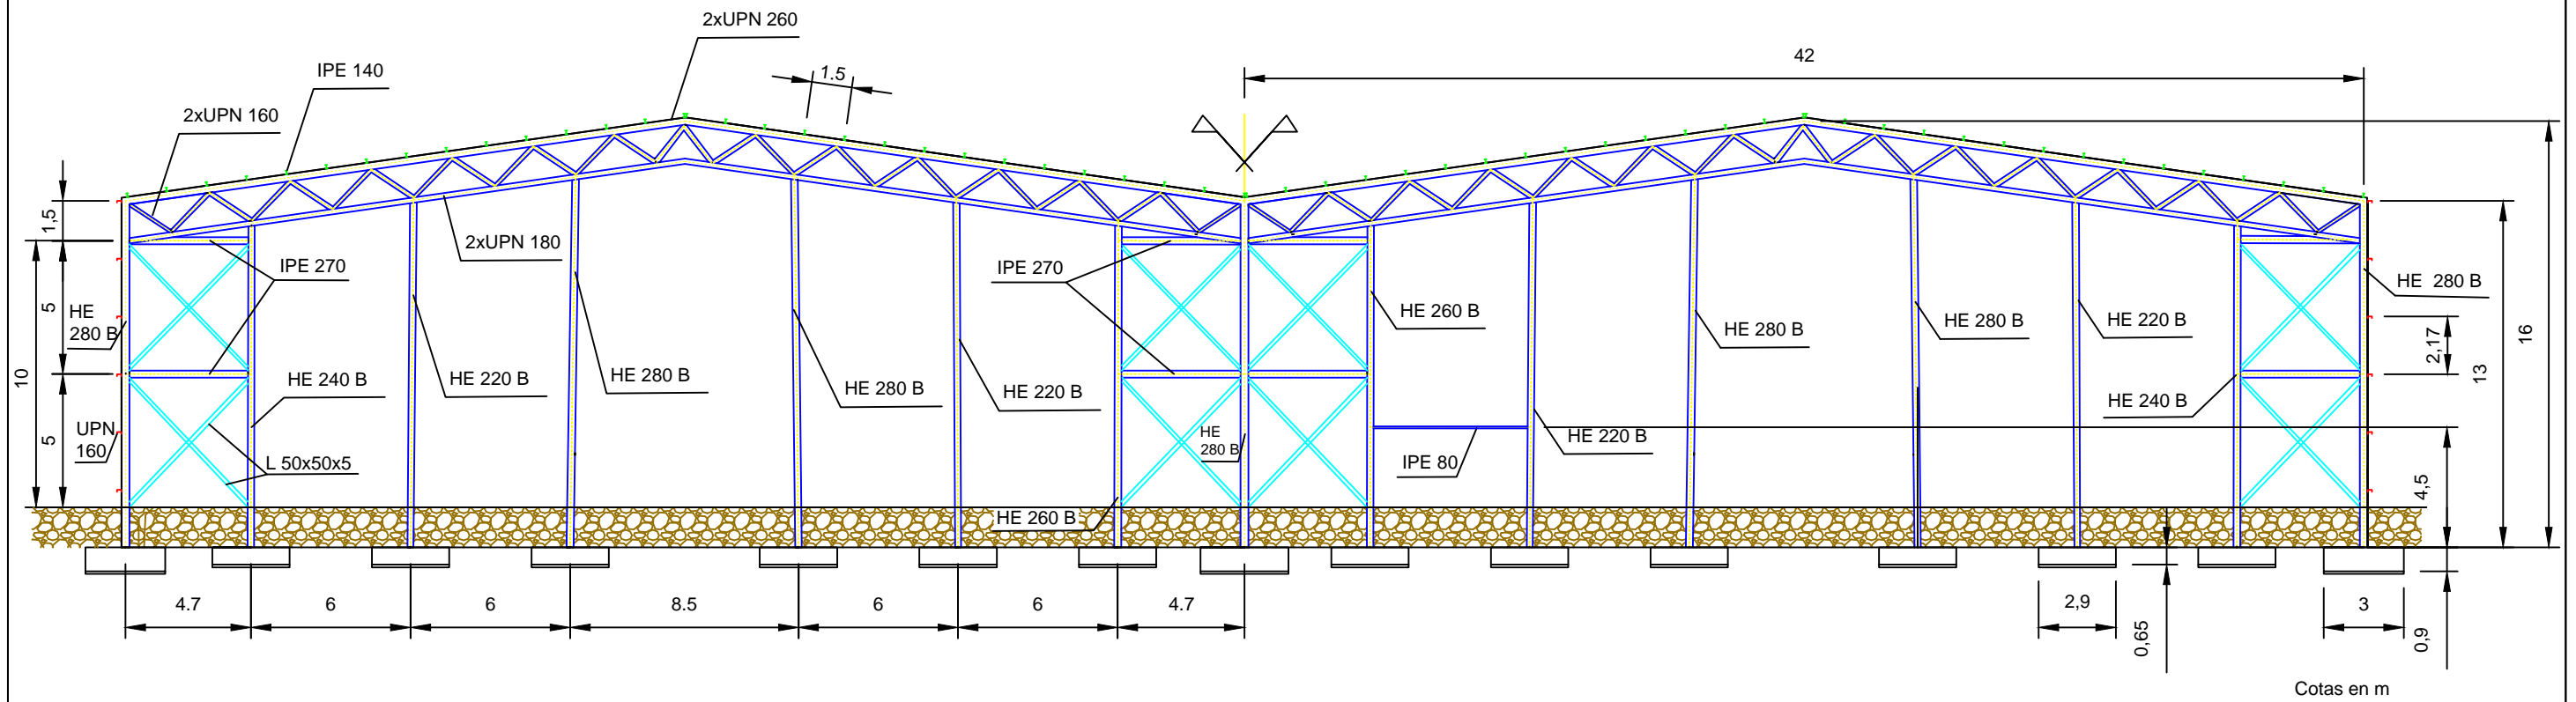 2xUPN 260
42
IPE 140
1.5
2xUPN 160
1,5
2xUPN 180
IPE 270
IPE 270
HE 280 B
HE
280 B
5
10
HE 260 B
HE 280 B
HE 280 B
HE 220 B
2,17
16
13
HE 240 B
HE 220 B
HE 280 B
HE 280 B
HE 220 B
HE 240 B
UPN
160
5
L 50x50x5
HE
280 B
HE 220 B
IPE 80
4,5
HE 260 B
4.7
6
6
8.5
6
6
4.7
2,9
0,65
3
0,9
Cotas en m